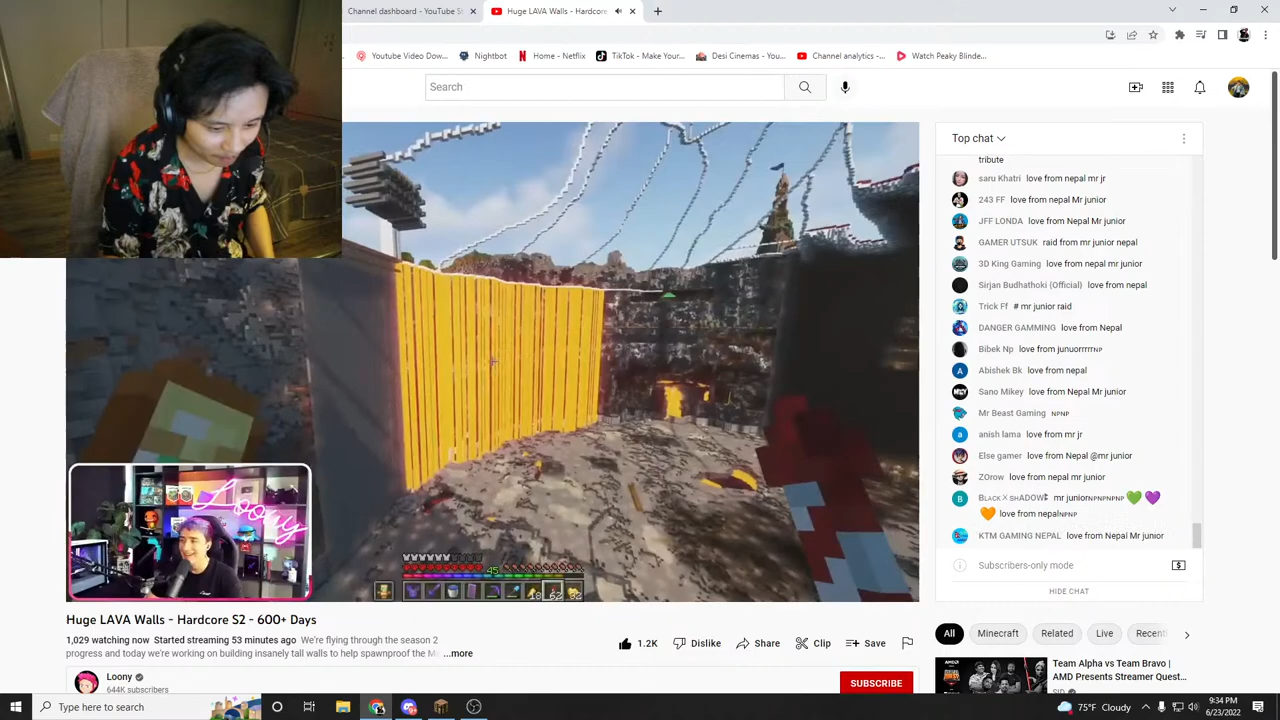 Channel dashboard - YouTube St
Huge LAVA Walls - Hardcore
Youtube Video Dow...
Nightbot
Home - Netflix
TikTok - Make Your...
Desi Cinemas - You...
Channel analytics -...
Watch Peaky Blinde...
Search
Top chat
tribute
saru Khatri love from nepal mr jr
243 FF love from nepal Mr junior
JFF LONDA love from Nepal Mr junior
GAMER UTSUK raid from mr junior nepal
3D King Gaming love from nepal mr junior
Sirjan Budhathoki (Official) love from nepal
Trick Ff # mr junior raid
DANGER GAMMING love from Nepal
Bibek Np love from junuorrrrɴᴘ
Abishek Bk love from nepal
Sano Mikey love from Nepal Mr junior
Mr Beast Gaming ɴᴘɴᴘ
anish lama love from mr jr
Else gamer love from Nepal @mr junior
ZOrow love from nepal mr junior
mr juniorɴᴘɴᴘɴᴘɴᴘ 💚 💜
🧡 love from nepalɴᴘɴᴘ
KTM GAMING NEPAL love from Nepal Mr junior
Subscribers-only mode
HIDE CHAT
Loony
45
18 62
Huge LAVA Walls - Hardcore S2 - 600+ Days
1,029 watching now Started streaming 53 minutes ago We're flying through the season 2
progress and today we're working on building insanely tall walls to help spawnproof the
...more
1.2K
Dislike
Share
Clip
Save
Loony
644K subscribers
SUBSCRIBE
All
Minecraft
Related
Live
Recent
AMD
Team Alpha vs Team Bravo |
AMD Presents Streamer Quest...
SID
Type here to search
75°F Cloudy
9:34 PM
6/23/2022